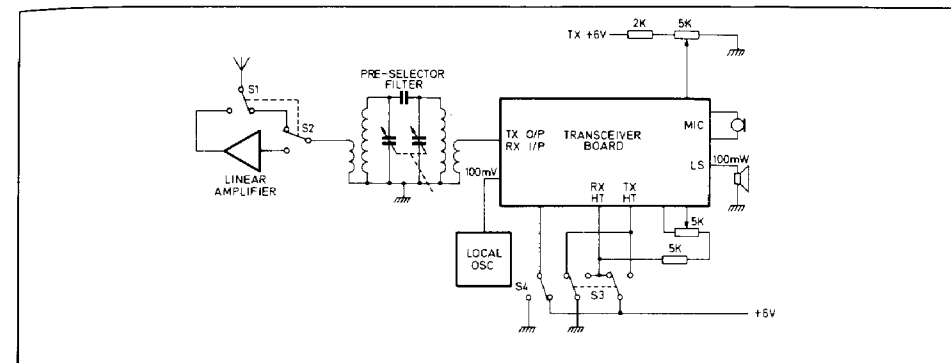 TX +6V
2K
5K
S1
S2
PRE-SELECTOR
FILTER
LINEAR
AMPLIFIER
TX O/P
RX I/P
TRANSCEIVER
BOARD
MIC
LS
100mW
100mV
RX
HT
TX
HT
LOCAL
OSC
5K
5K
S4
S3
+6V